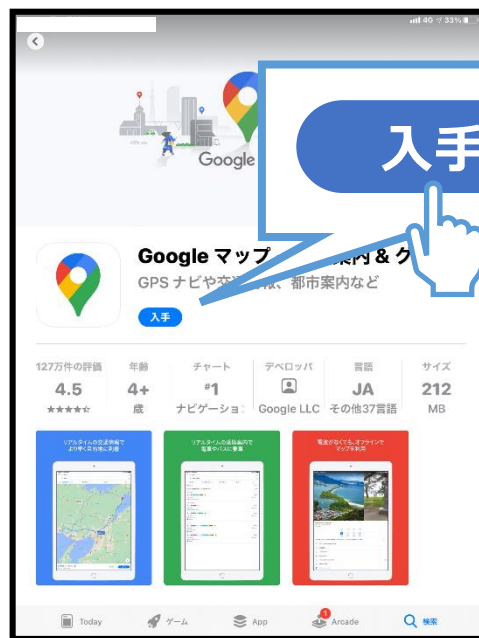 4G 33%
Google
入手
Google マップ
案内 & ク
GPS ナビや交
報、都市案内など
入手
127万件の評価 年齢 チャート デベロッパ 言語 サイズ
4.5 4+ #1 JA 212
歳 ナビゲーショ Google LLC その他37言語 MB
リアルタイムの交通情報で
より早く目的地に到着
リアルタイムの運行案内で
電車やバスに乗車
電波がなくても、オフラインで
マップを利用
Today ゲーム App 1 Arcade 検索